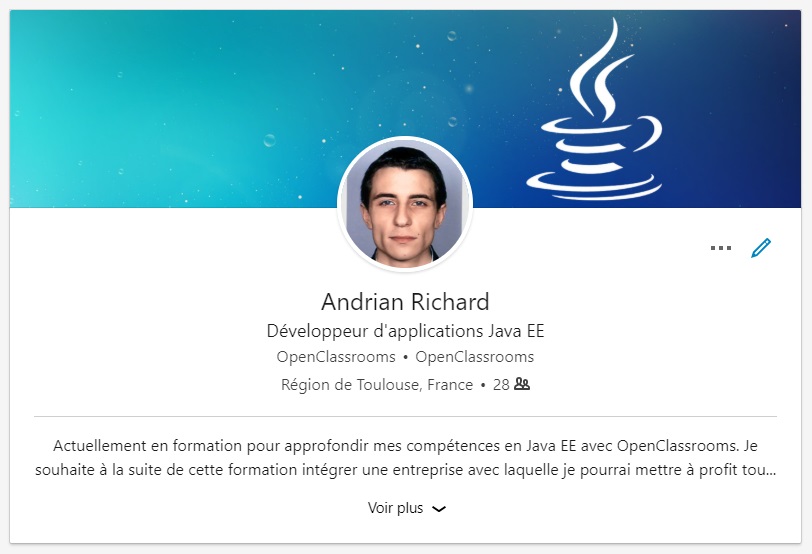 Andrian Richard
Développeur d'applications Java EE
OpenClassrooms • OpenClassrooms
Région de Toulouse, France • 28
Actuellement en formation pour approfondir mes compétences en Java EE avec OpenClassrooms. Je
souhaite à la suite de cette formation intégrer une entreprise avec laquelle je pourrai mettre à profit tou...
Voir plus